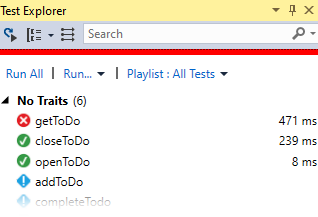 Test Explorer
Search
Run All | Run... | Playlist : All Tests
No Traits (6)
getToDo 471 ms
closeToDo 239 ms
openToDo 8 ms
addToDo
completeTodo